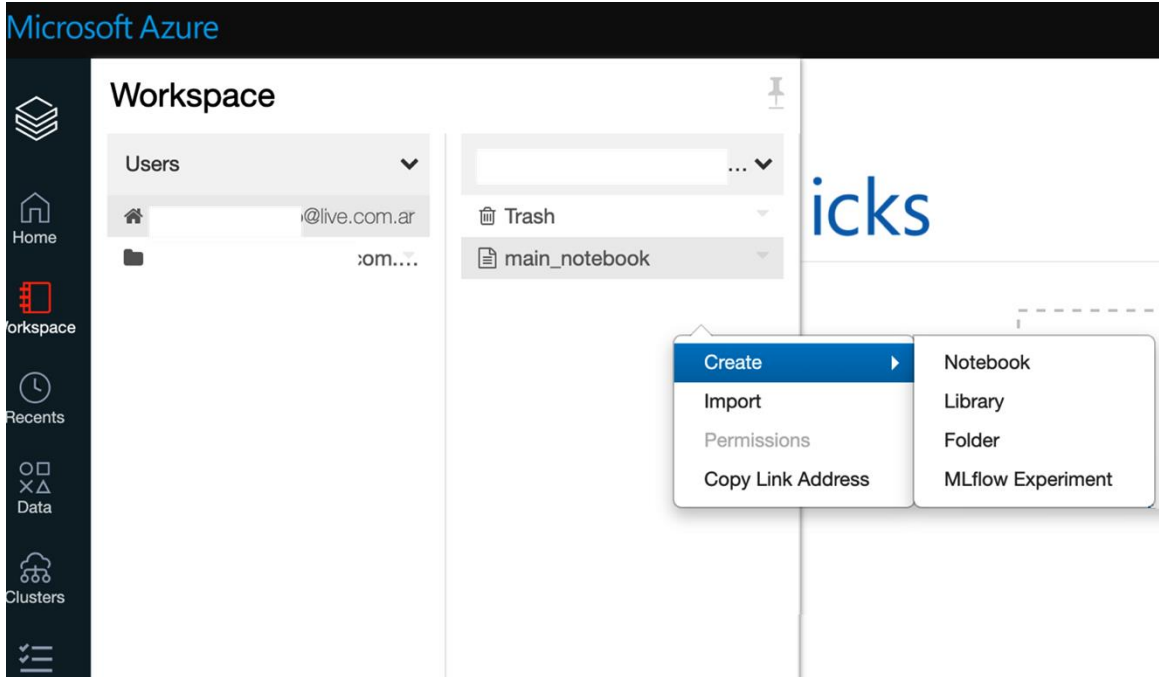 Microsoft Azure
Workspace
Users
... 
@live.com.ar
Trash
icks
Home
com....
main_notebook
orkspace
Create
Notebook
Import
Library
Recents
Permissions
Folder
Copy Link Address
MLflow Experiment
Data
Clusters